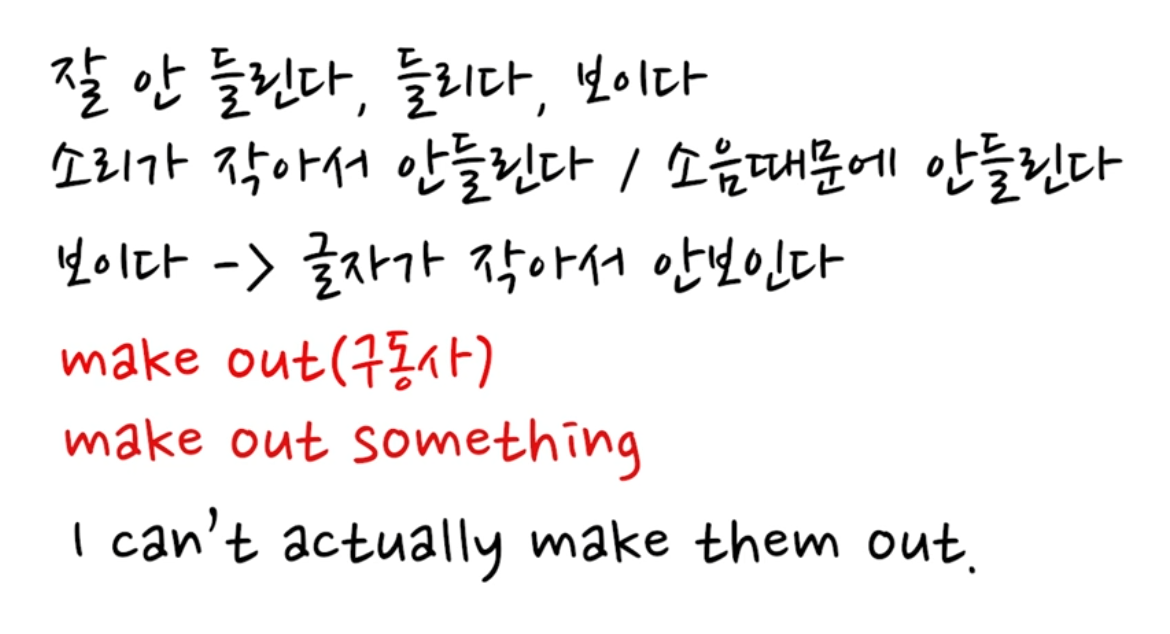 잘 안 들린다, 들리다, 보이다
소리가 작아서 안들린다 / 소음때문에 안들린다
보이다 -> 글자가 작아서 안보인다
make out(구동사)
make out something
I can't actually make them out.